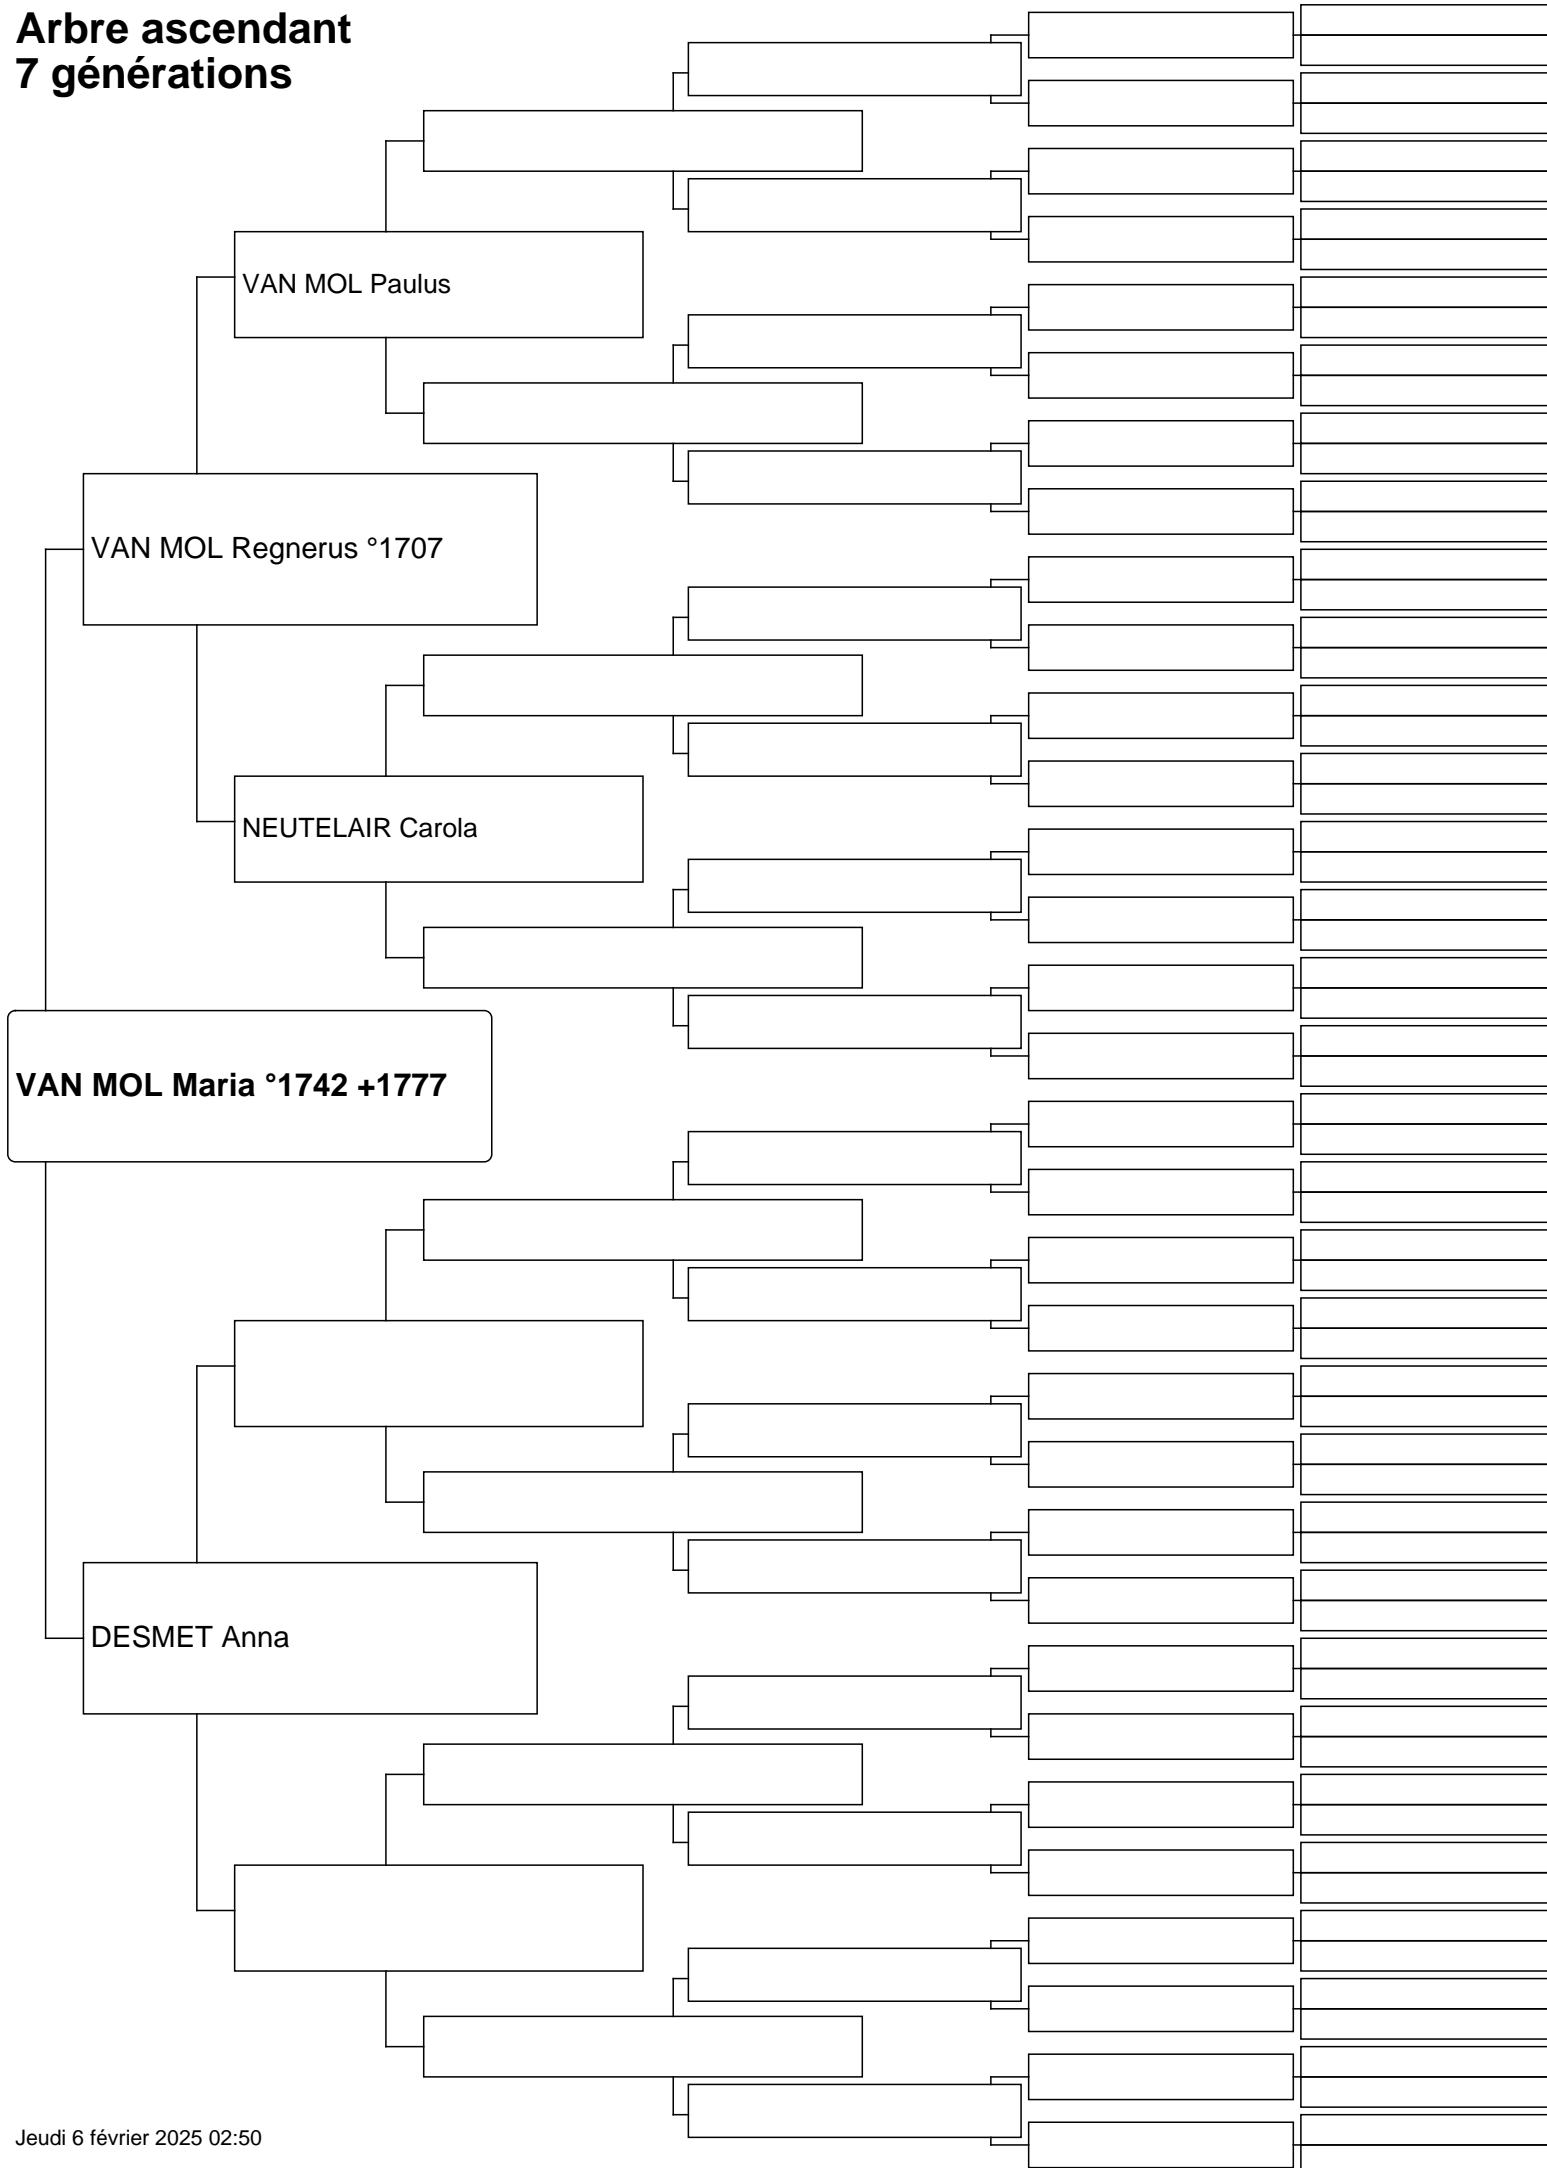 Arbre ascendant
7 générations
VAN MOL Paulus
VAN MOL Regnerus °1707
NEUTELAIR Carola
VAN MOL Maria °1742 +1777
DESMET Anna
Jeudi 6 février 2025 02:50